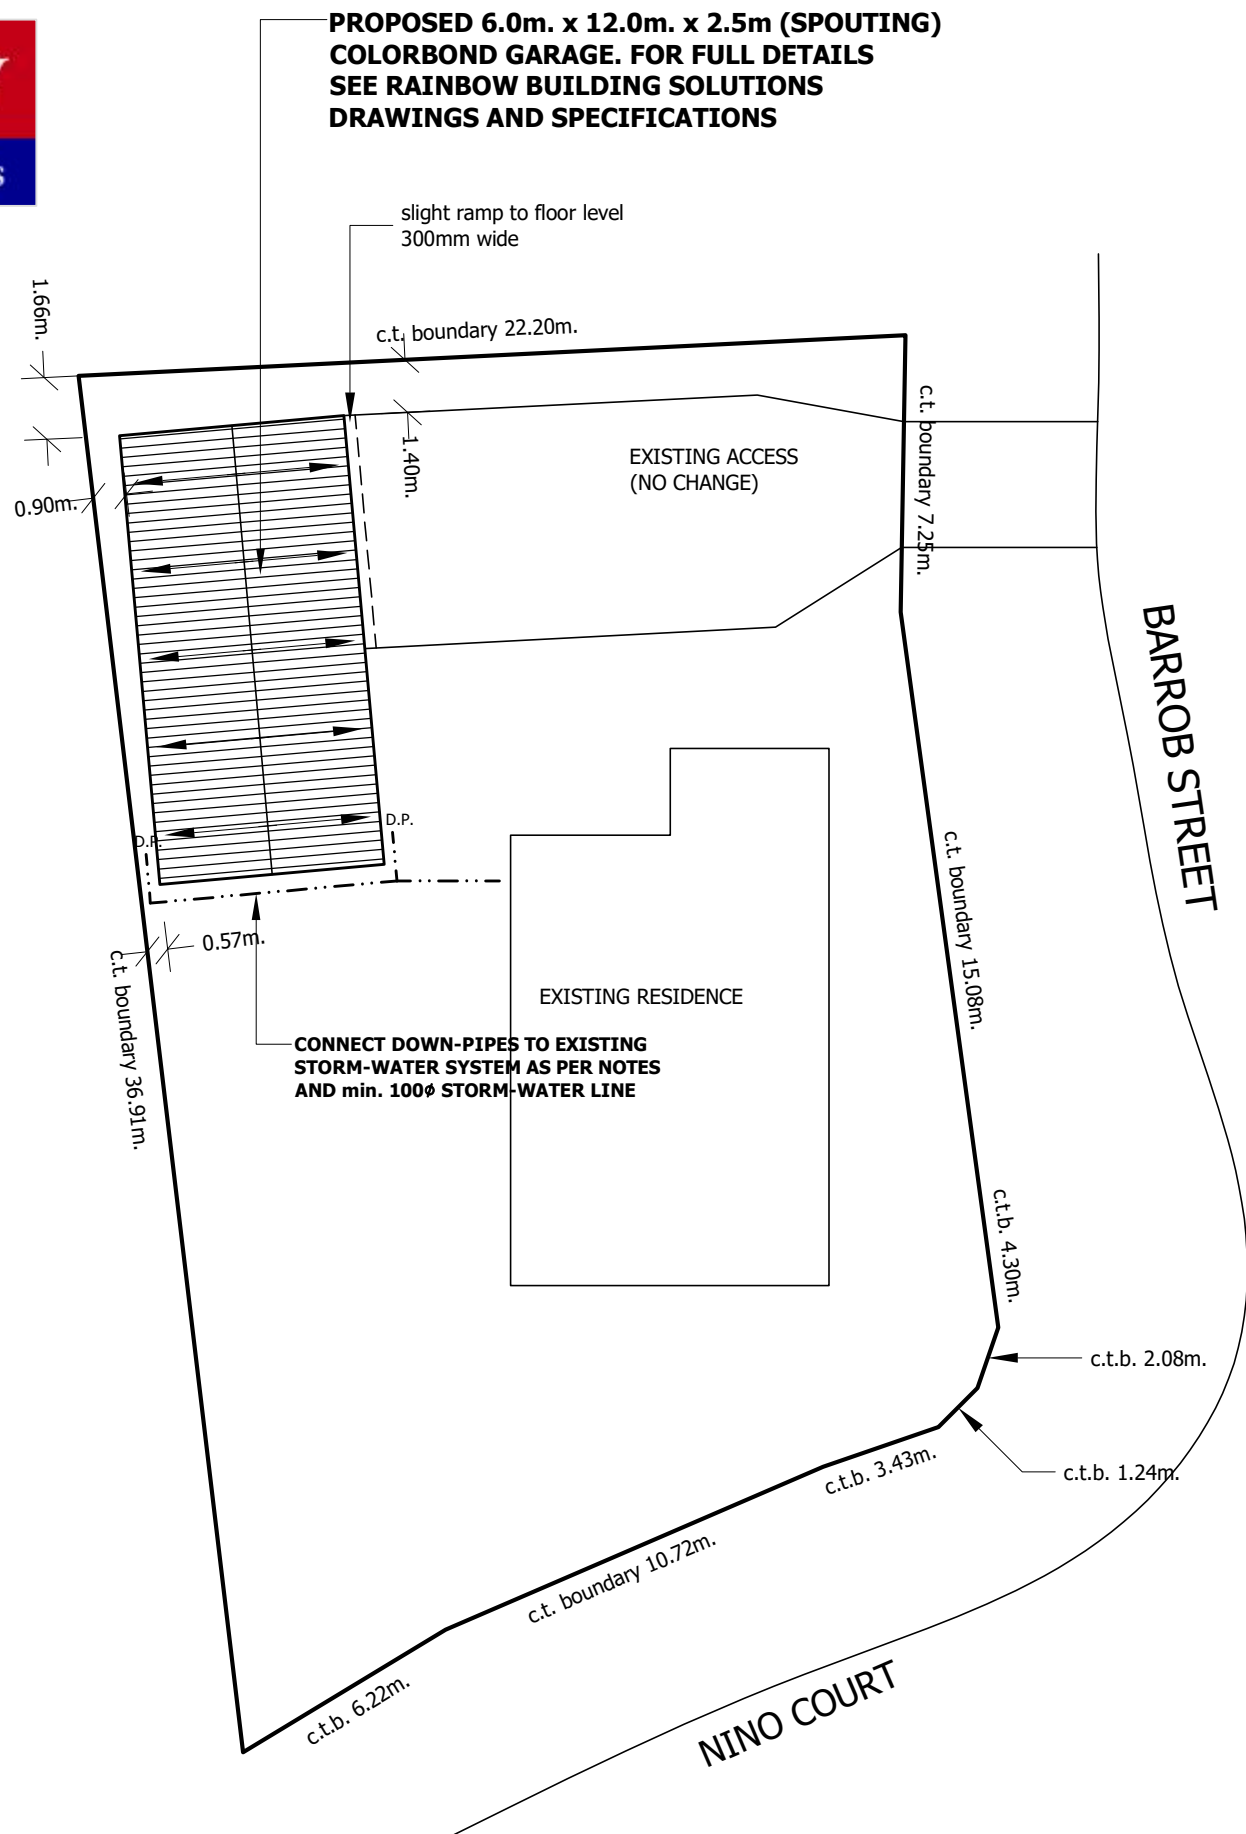 PROPOSED 6.0m. x 12.0m. x 2.5m (SPOUTING)
COLORBOND GARAGE. FOR FULL DETAILS
SEE RAINBOW BUILDING SOLUTIONS
DRAWINGS AND SPECIFICATIONS
slight ramp to floor level
300mm wide
1.66m.
c.t. boundary 22.20m.
c.t. boundary 7.25m.
1.40m.
EXISTING ACCESS
(NO CHANGE)
0.90m.
BARROB STREET
D.P.
D.P.
c.t. boundary 15.08m.
0.57m.
c.t. boundary 36.91m.
EXISTING RESIDENCE
CONNECT DOWN-PIPES TO EXISTING
STORM-WATER SYSTEM AS PER NOTES
AND min. 100ϕ STORM-WATER LINE
c.t.b. 4.30m.
c.t.b. 2.08m.
c.t.b. 3.43m.
c.t.b. 1.24m.
c.t. boundary 10.72m.
c.t.b. 6.22m.
NINO COURT